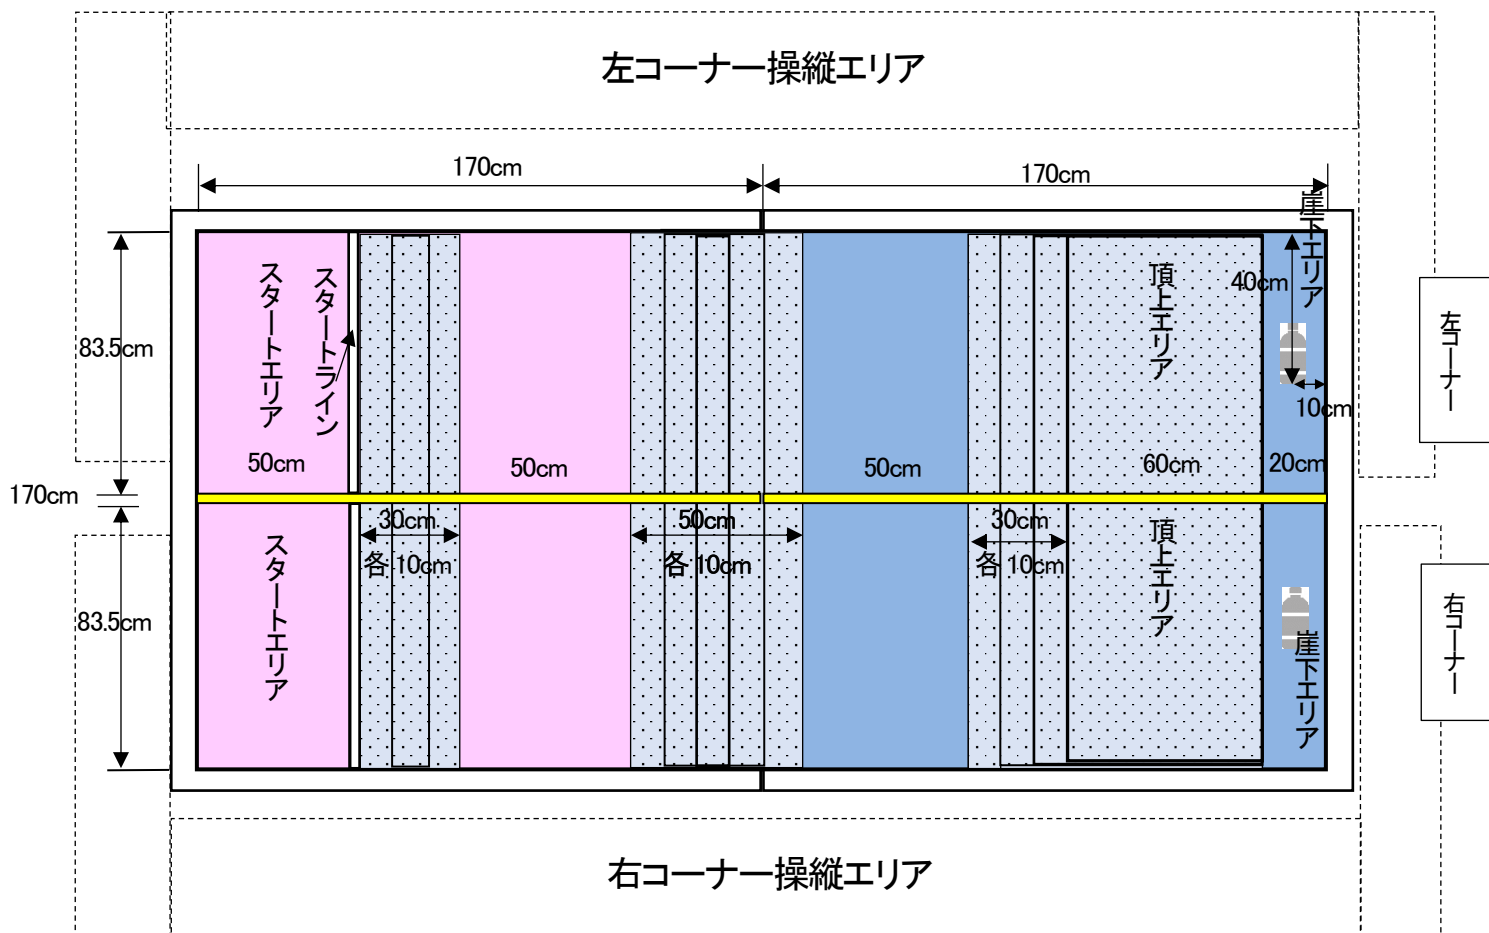 左コーナー操縦エリア
170cm
170cm
崖下エリア
スタートエリア
スタートライン
頂上エリア
40cm
左コーナー
83.5cm
10cm
50cm
50cm
50cm
60cm
20cm
170cm
30cm
各10cm
50cm
各10cm
30cm
各10cm
スタートエリア
頂上エリア
崖下エリア
右コーナー
83.5cm
右コーナー操縦エリア